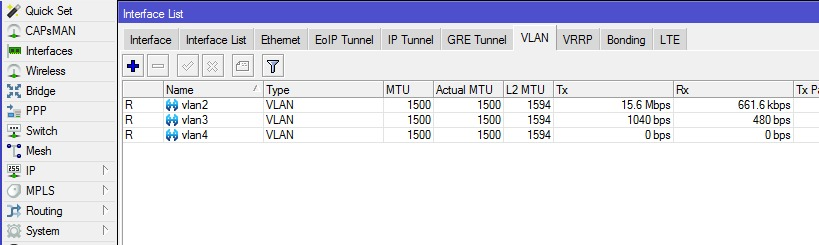 Quick Set
CAPsMAN
Interfaces
Wireless
Bridge
PPP
Switch
Mesh
IP
MPLS
Routing
System
Interface List
Interface Interface List Ethernet EoIP Tunnel IP Tunnel GRE Tunnel VLAN VRRP Bonding LTE
Name Type MTU Actual MTU L2 MTU Tx Rx Tx Pa
R vlan2 VLAN 1500 1500 1594 15.6 Mbps 661.6 kbps
R vlan3 VLAN 1500 1500 1594 1040 bps 480 bps
R vlan4 VLAN 1500 1500 1594 0 bps 0 bps